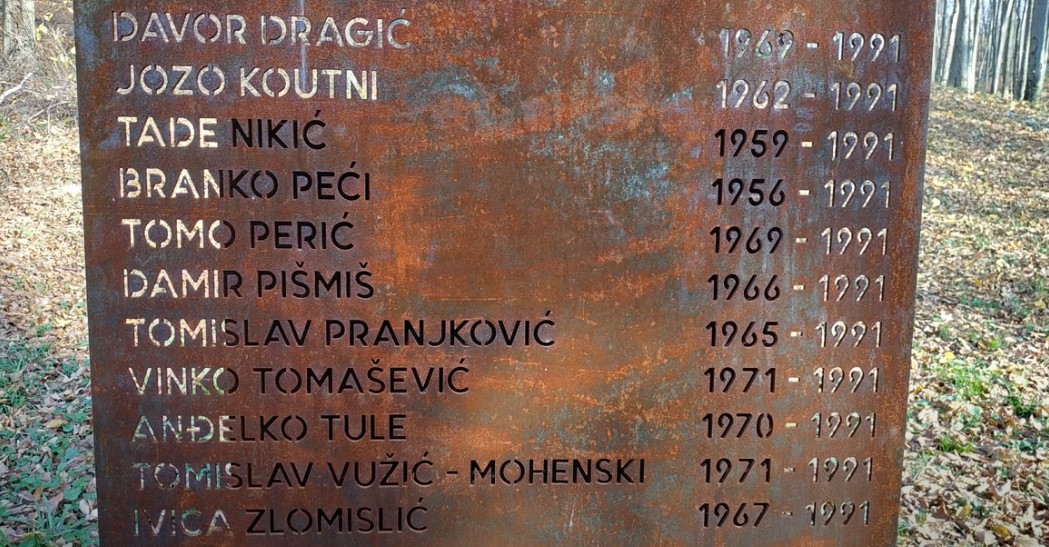 DAVOR DRAGIĆ 1969 - 1991
JOZO KOUTNI 1962 - 1991
TADE NIKIĆ 1959 - 1991
BRANKO PEĆI 1956 - 1991
TOMO PERIĆ 1969 - 1991
DAMIR PIŠMIŠ 1966 - 1991
TOMISLAV PRANJKOVIĆ 1965 - 1991
VINKO TOMAŠEVIĆ 1971 - 1991
ANĐELKO TULE 1970 - 1991
TOMISLAV VUŽIĆ - MOHENSKI 1971 - 1991
IVICA ZLOMISLIĆ 1967 - 1991